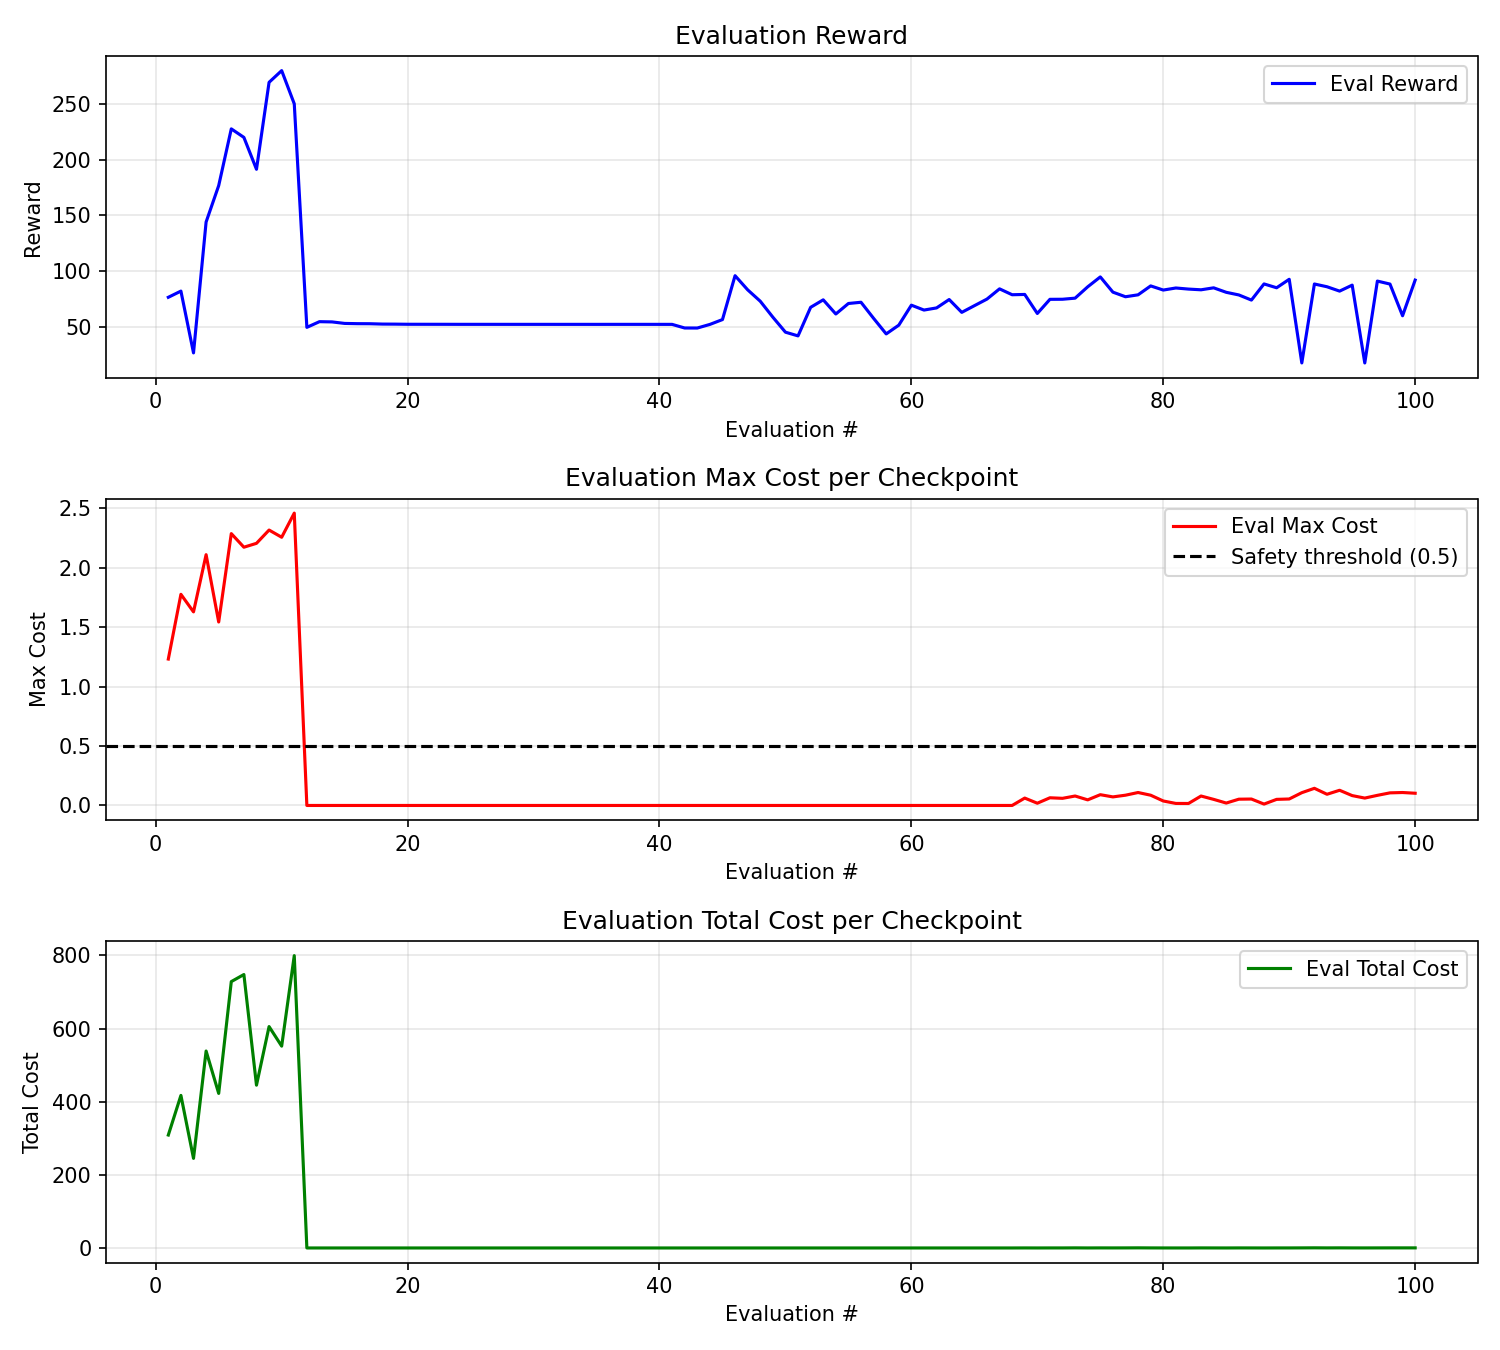 Evaluation Reward
Eval Reward
Reward
250
200
150
100
50
0 20 40 60 80 100
Evaluation #
Evaluation Max Cost per Checkpoint
Eval Max Cost
Safety threshold (0.5)
Max Cost
2.5
2.0
1.5
1.0
0.5
0.0
0 20 40 60 80 100
Evaluation #
Evaluation Total Cost per Checkpoint
Eval Total Cost
Total Cost
800
600
400
200
0
0 20 40 60 80 100
Evaluation #